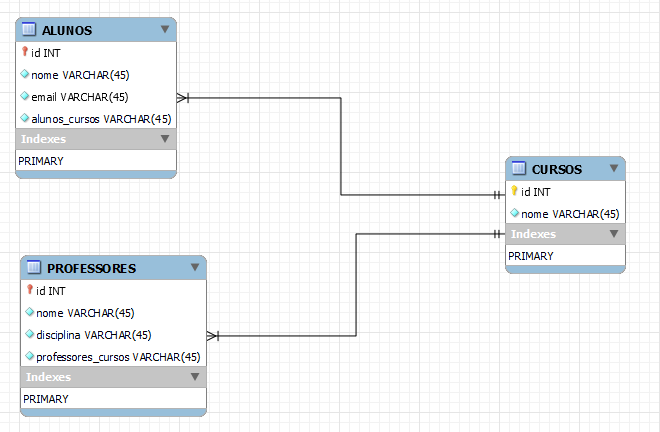 ALUNOS
id INT
nome VARCHAR(45)
email VARCHAR(45)
alunos_cursos VARCHAR(45)
Indexes
PRIMARY
CURSOS
id INT
nome VARCHAR(45)
Indexes
PRIMARY
PROFESSORES
id INT
nome VARCHAR(45)
disciplina VARCHAR(45)
professores_cursos VARCHAR(45)
Indexes
PRIMARY